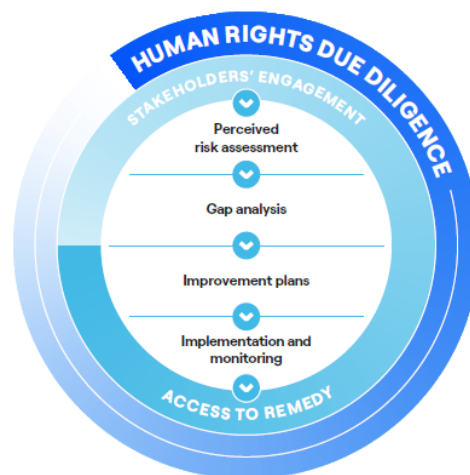 HUMAN RIGHTS DUE DILIGENCE
STAKEHOLDERS' ENGAGEMENT
Perceived
risk assessment
Gap analysis
Improvement plans
Implementation and
monitoring
ACCESS TO REMEDY